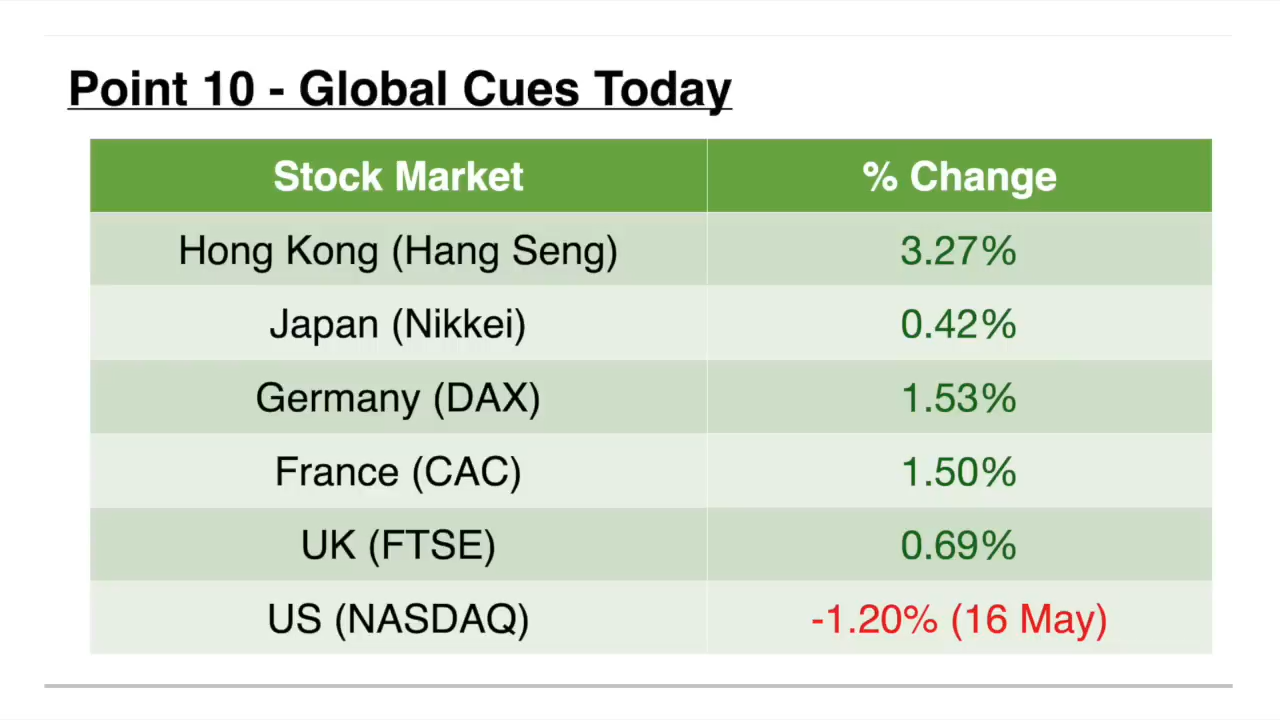 Point 10 - Global Cues Today
Stock Market % Change
Hong Kong (Hang Seng) 3.27%
Japan (Nikkei) 0.42%
Germany (DAX) 1.53%
France (CAC) 1.50%
UK (FTSE) 0.69%
US (NASDAQ) -1.20% (16 May)